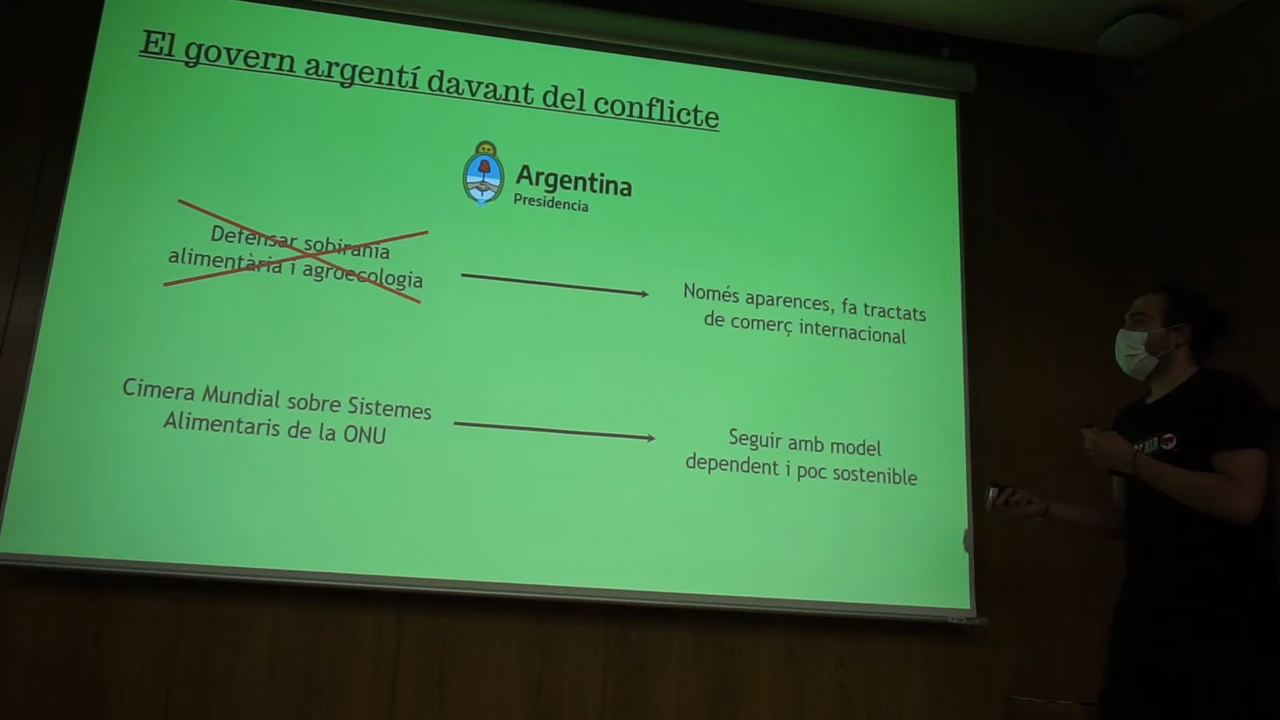 El govern argentí davant del conflicte
Argentina
Presidencia
Defensar sobirania
alimentària i agroecologia
Només aparences, fa tractats
de comerç internacional
Cimera Mundial sobre Sistemes
Alimentaris de la ONU
Seguir amb model
dependent i poc sostenible